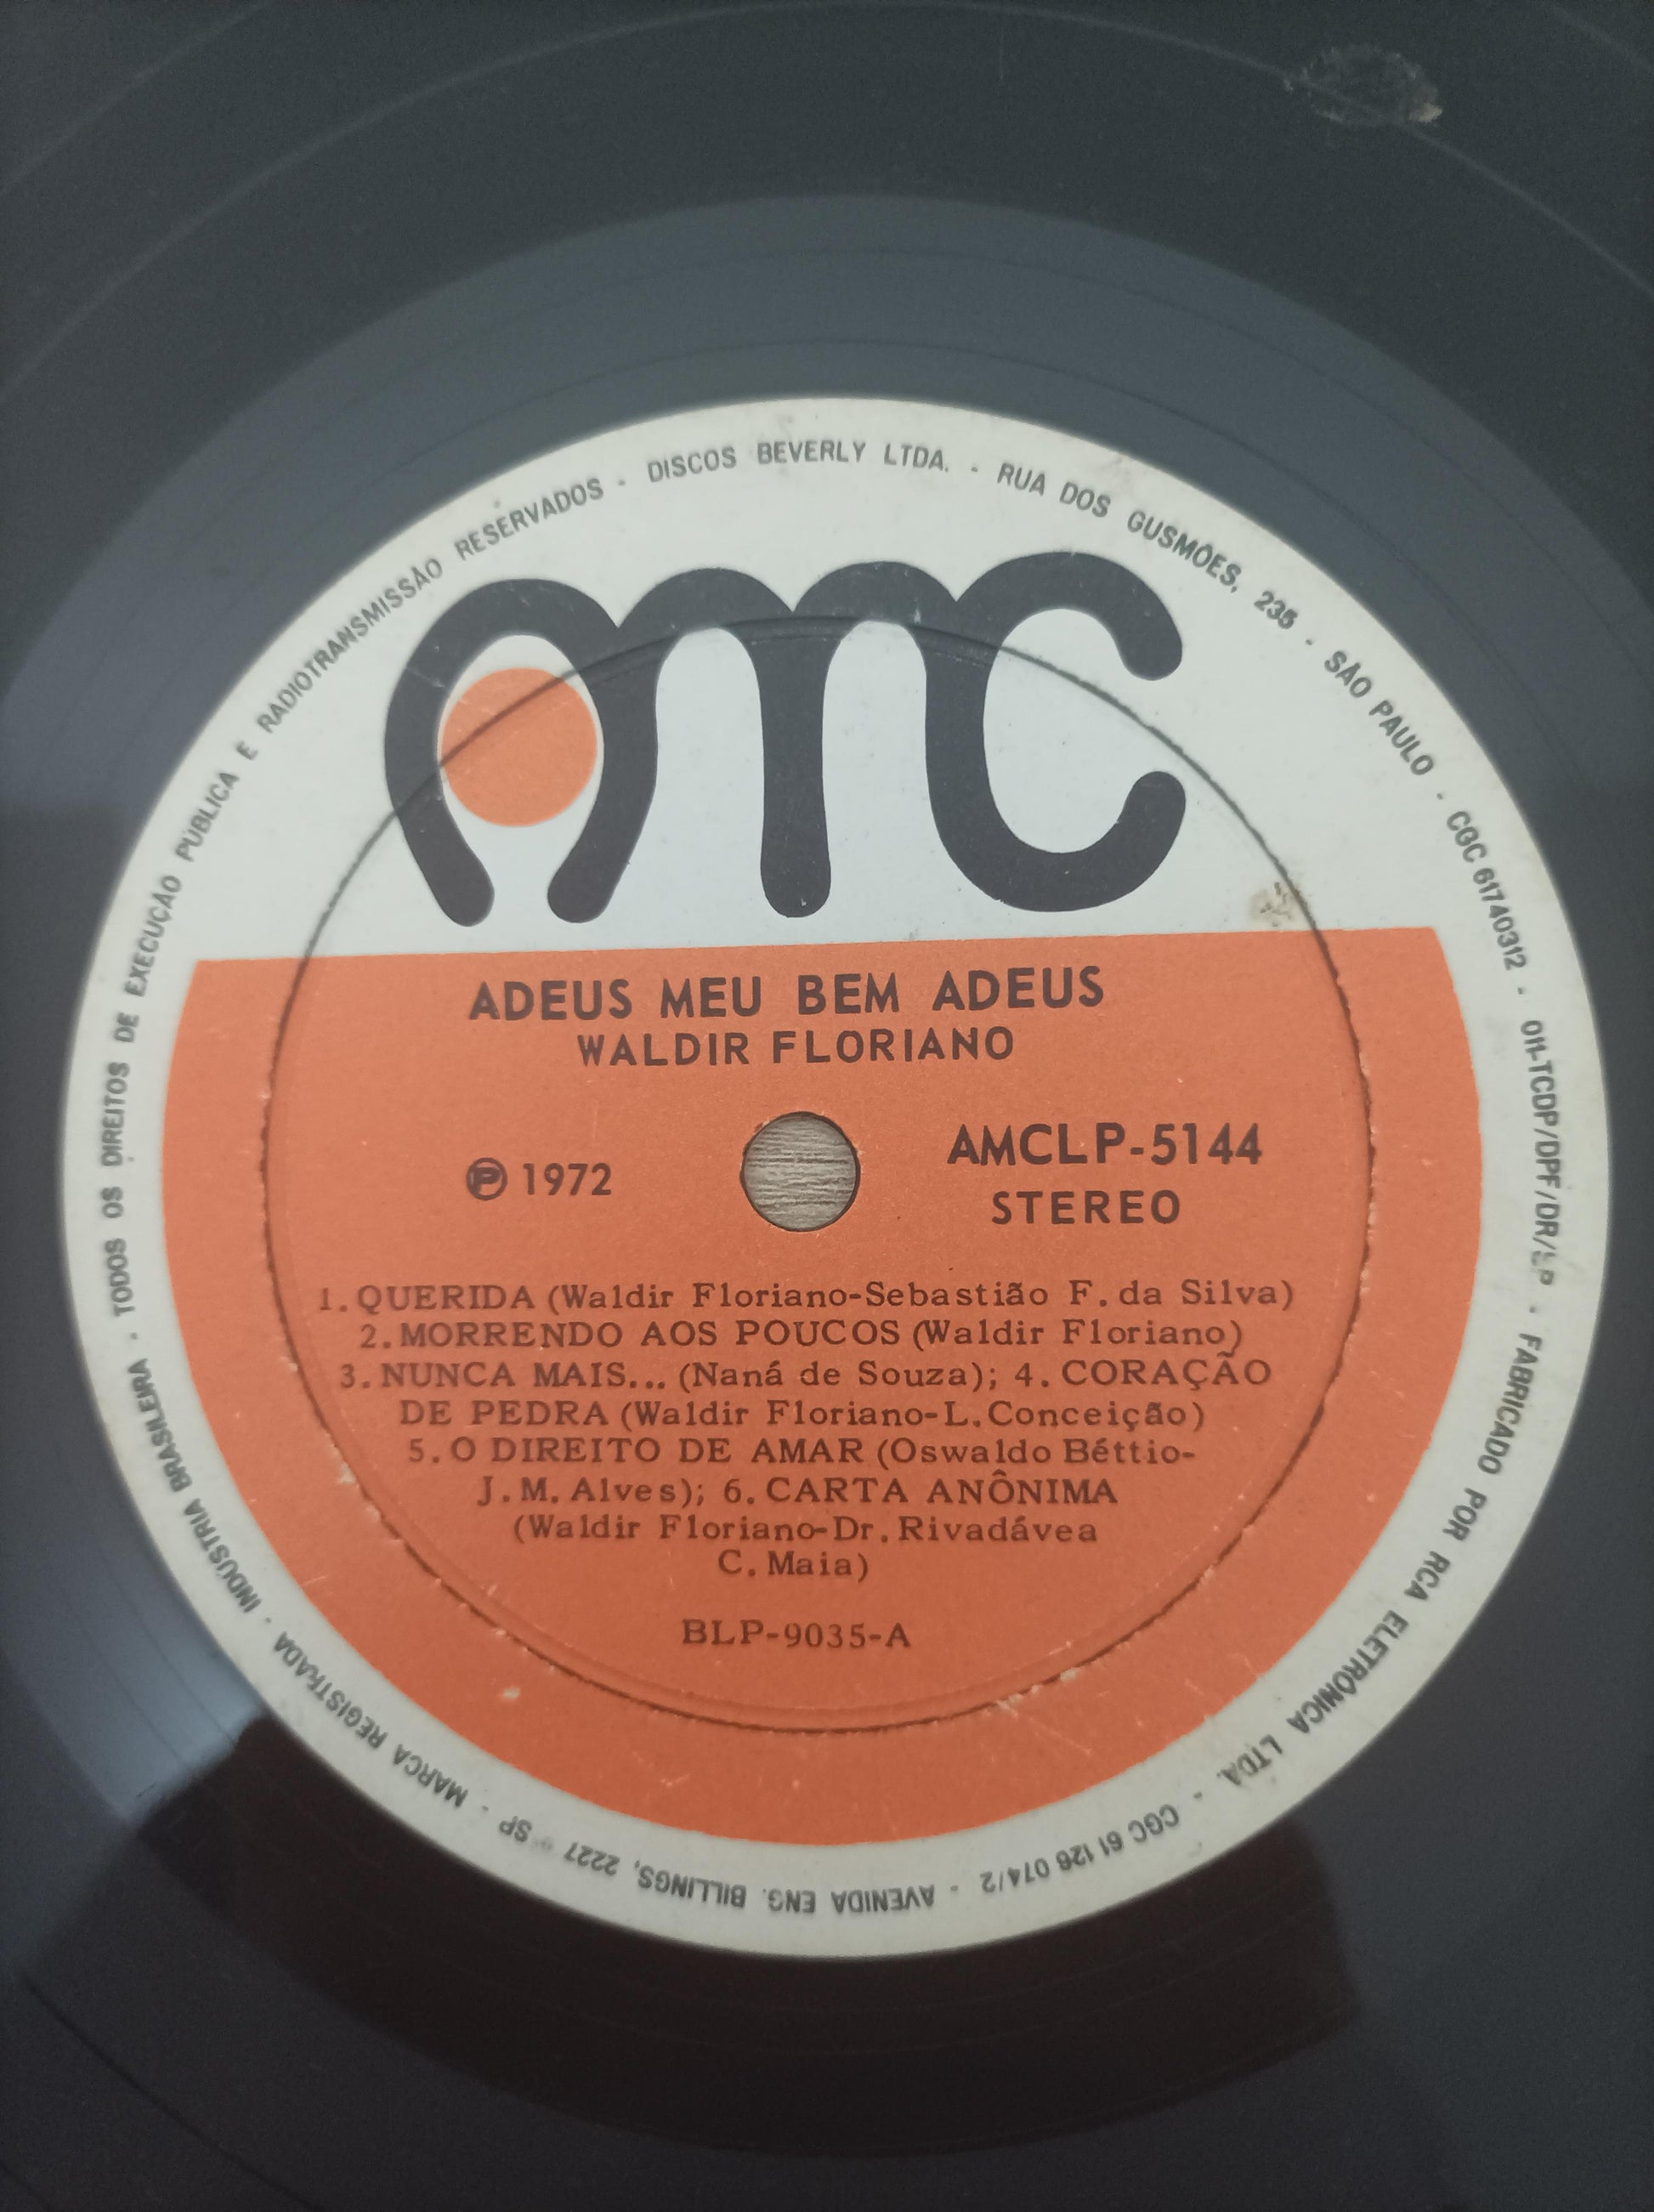 AMC
ADEUS MEU BEM ADEUS
WALDIR FLORIANO
℗ 1972
AMCLP-5144
STEREO
1. QUERIDA (Waldir Floriano-Sebastião F. da Silva)
2. MORRENDO AOS POUCOS (Waldir Floriano)
3. NUNCA MAIS... (Naná de Souza); 4. CORAÇÃO
DE PEDRA (Waldir Floriano-L. Conceição)
5. O DIREITO DE AMAR (Oswaldo Béttio-
J. M. Alves); 6. CARTA ANÔNIMA
(Waldir Floriano-Dr. Rivadávea
C. Maia)
BLP-9035-A
TODOS OS DIREITOS DE EXECUÇÃO PÚBLICA E RADIOTRANSMISSÃO RESERVADOS - DISCOS BEVERLY LTDA. - RUA DOS GUSMÕES, 235 - SÃO PAULO - CGC 61740312 - 011-TCDP/DPF/DR/SP - FABRICADO POR RCA ELETRÔNICA LTDA. - CGC 61 126 074/2 - AVENIDA ENG. BILLINGS, 2227 - SP - MARCA REGISTRADA - INDÚSTRIA BRASILEIRA -